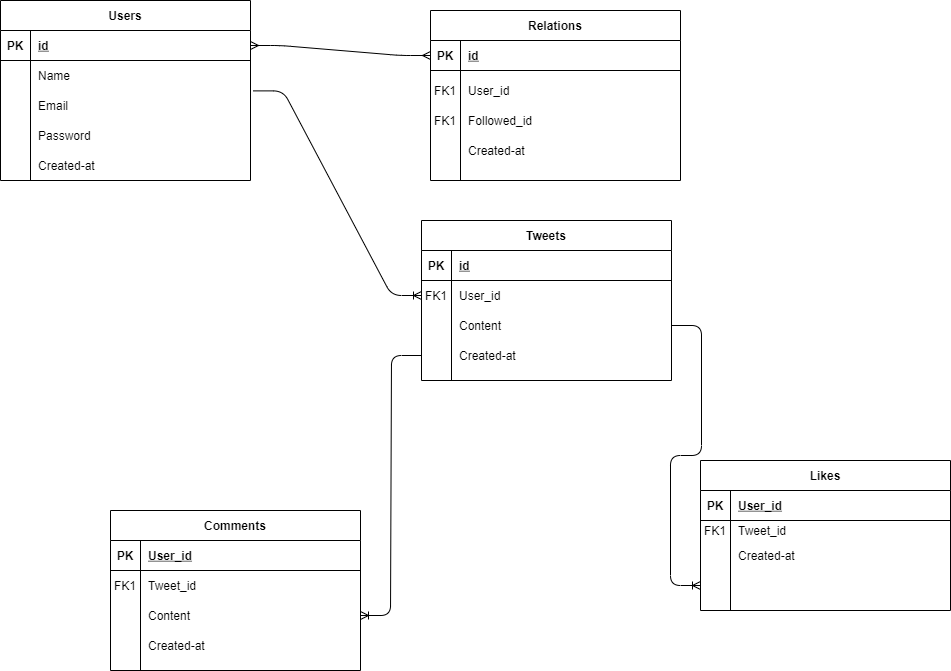 Users
PK id
Name
Email
Password
Created-at
Relations
PK id
FK1 User_id
FK1 Followed_id
Created-at
Tweets
PK id
FK1 User_id
Content
Created-at
Likes
PK User_id
FK1 Tweet_id
Created-at
Comments
PK User_id
FK1 Tweet_id
Content
Created-at